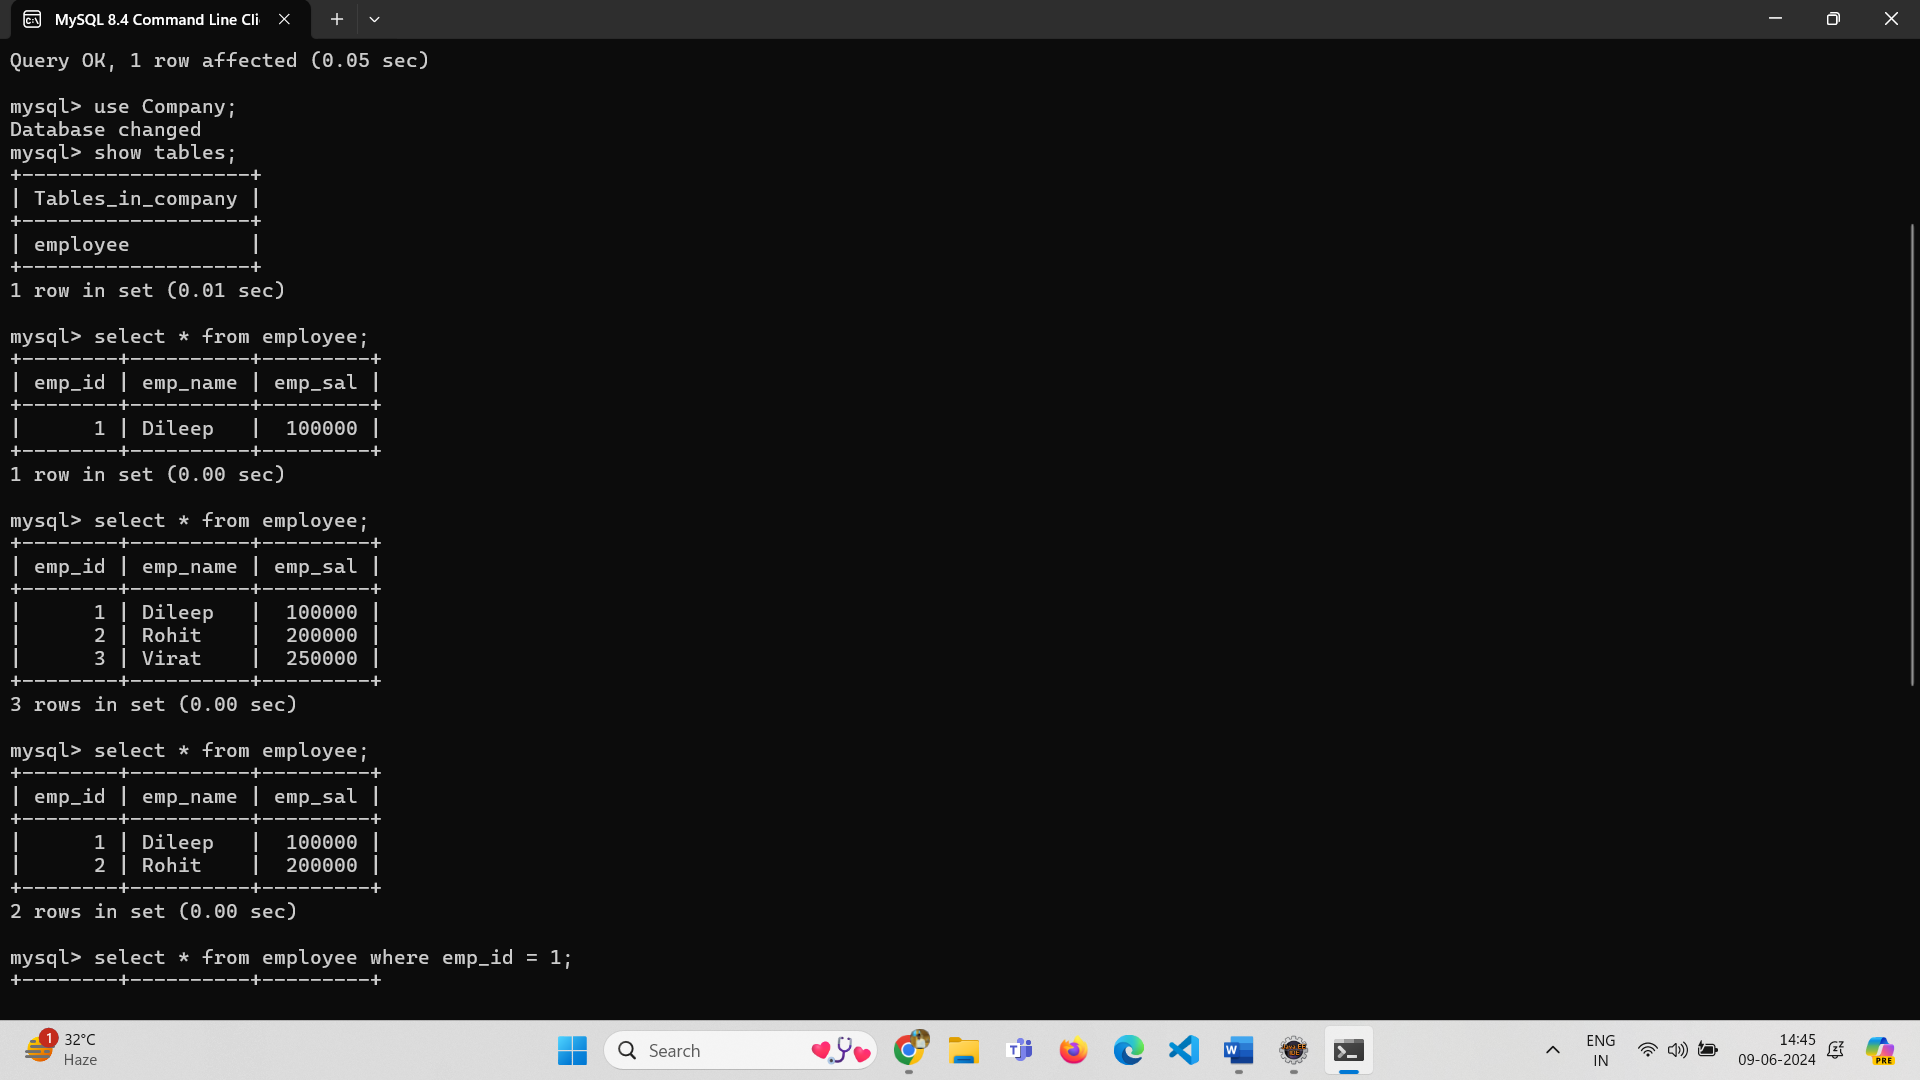 MySQL 8.4 Command Line Cli
Query OK, 1 row affected (0.05 sec)
mysql> use Company;
Database changed
mysql> show tables;
+-------------------+
| Tables_in_company |
+-------------------+
| employee          |
+-------------------+
1 row in set (0.01 sec)
mysql> select * from employee;
+--------+----------+---------+
| emp_id | emp_name | emp_sal |
+--------+----------+---------+
|      1 | Dileep   |  100000 |
+--------+----------+---------+
1 row in set (0.00 sec)
mysql> select * from employee;
+--------+----------+---------+
| emp_id | emp_name | emp_sal |
+--------+----------+---------+
|      1 | Dileep   |  100000 |
|      2 | Rohit    |  200000 |
|      3 | Virat    |  250000 |
+--------+----------+---------+
3 rows in set (0.00 sec)
mysql> select * from employee;
+--------+----------+---------+
| emp_id | emp_name | emp_sal |
+--------+----------+---------+
|      1 | Dileep   |  100000 |
|      2 | Rohit    |  200000 |
+--------+----------+---------+
2 rows in set (0.00 sec)
mysql> select * from employee where emp_id = 1;
+--------+----------+---------+
1
32°C
Haze
Search
ENG
IN
14:45
09-06-2024
PRE